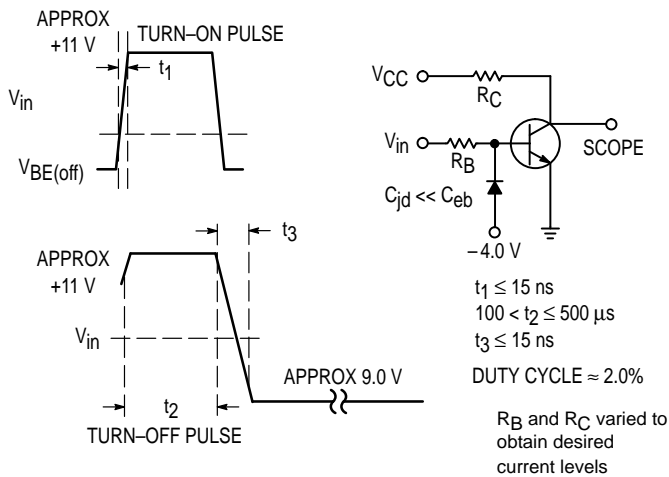 APPROX
+11 V
TURN–ON PULSE
t1
Vin
VBE(off)
APPROX
+11 V
t3
Vin
APPROX 9.0 V
t2
TURN–OFF PULSE
VCC
RC
Vin
RB
SCOPE
Cjd << Ceb
–4.0 V
t1 ≤ 15 ns
100 < t2 ≤ 500 µs
t3 ≤ 15 ns
DUTY CYCLE ≈ 2.0%
RB and RC varied to
obtain desired
current levels